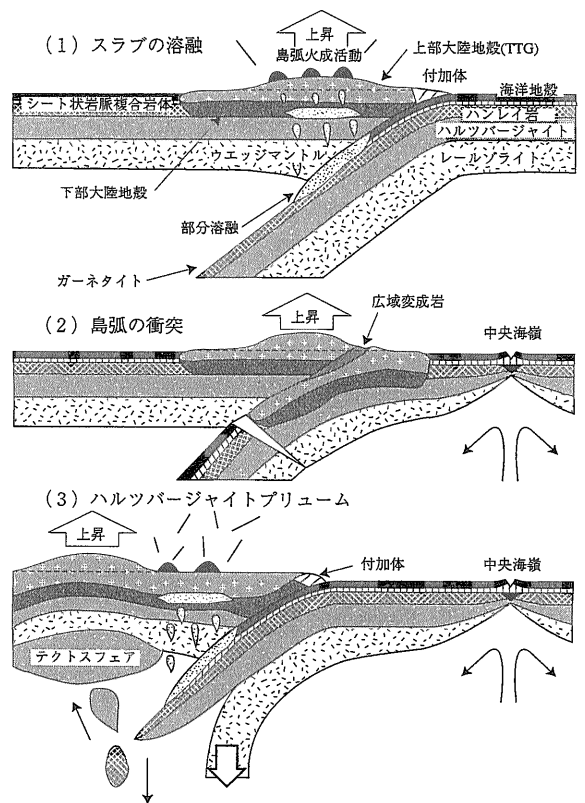 (1) スラブの溶融
上昇
島弧火成活動
上部大陸地殻(TTG)
付加体
海洋地殻
シート状岩脈複合岩体
ハンレイ岩
ハルツバージャイト
ウエッジマントル
レールゾライト
下部大陸地殻
部分溶融
ガーネタイト
(2) 島弧の衝突
上昇
広域変成岩
中央海嶺
(3) ハルツバージャイトプリューム
上昇
付加体
中央海嶺
テクトスフェア